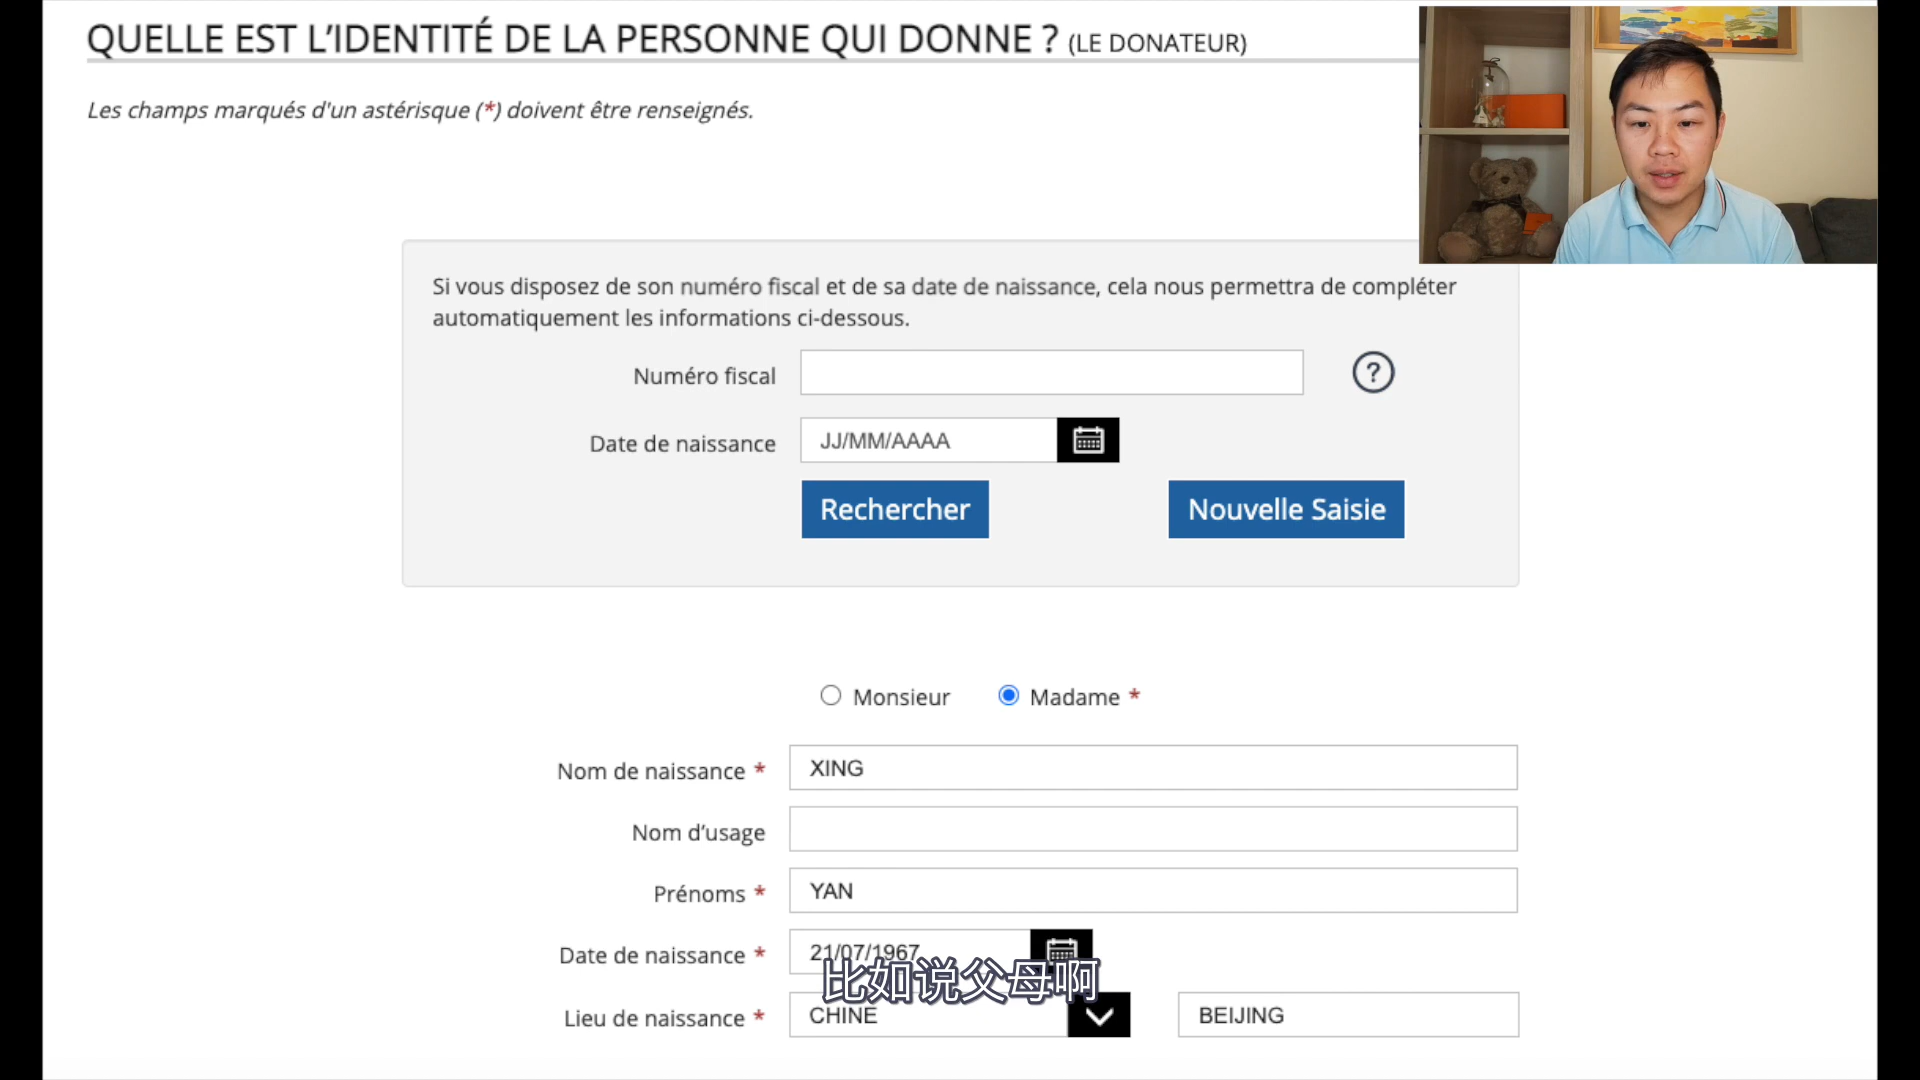 QUELLE EST L’IDENTITÉ DE LA PERSONNE QUI DONNE ? (LE DONATEUR)
Les champs marqués d'un astérisque (*) doivent être renseignés.
Si vous disposez de son numéro fiscal et de sa date de naissance, cela nous permettra de compléter
automatiquement les informations ci-dessous.
Numéro fiscal
?
Date de naissance JJ/MM/AAAA
Rechercher Nouvelle Saisie
Monsieur Madame *
Nom de naissance * XING
Nom d’usage
Prénoms * YAN
Date de naissance * 21/07/1967
比如说父母啊
Lieu de naissance * CHINE BEIJING